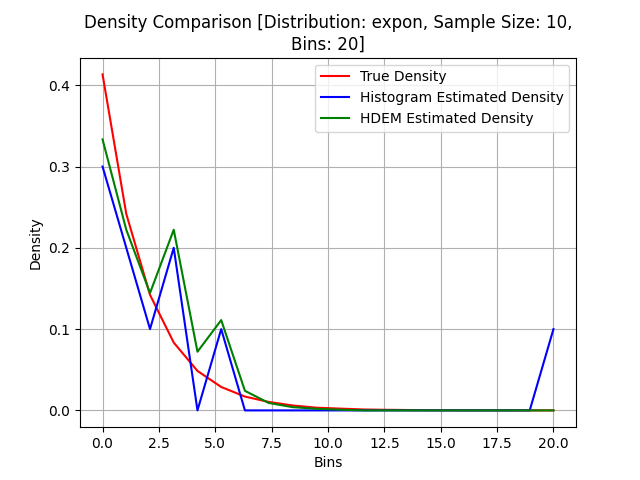 Density Comparison [Distribution: expon, Sample Size: 10,
Bins: 20]
True Density
Histogram Estimated Density
HDEM Estimated Density
Density
0.4
0.3
0.2
0.1
0.0
0.0 2.5 5.0 7.5 10.0 12.5 15.0 17.5 20.0
Bins